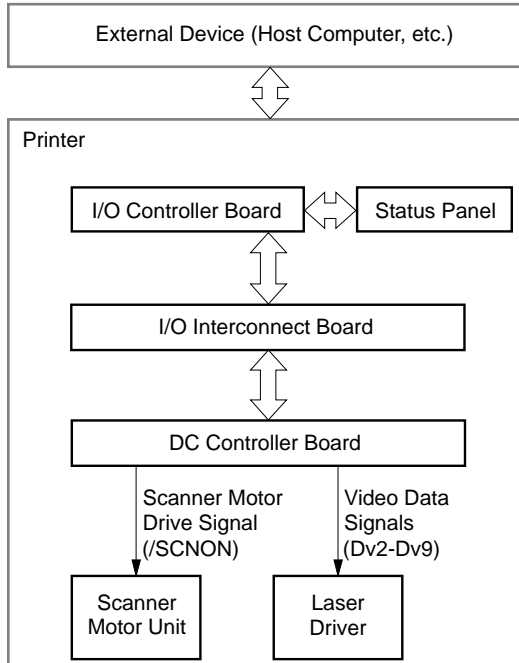 External Device (Host Computer, etc.)
Printer
I/O Controller Board
Status Panel
I/O Interconnect Board
DC Controller Board
Scanner Motor
Drive Signal
(/SCNON)
Video Data
Signals
(Dv2-Dv9)
Scanner
Motor Unit
Laser
Driver